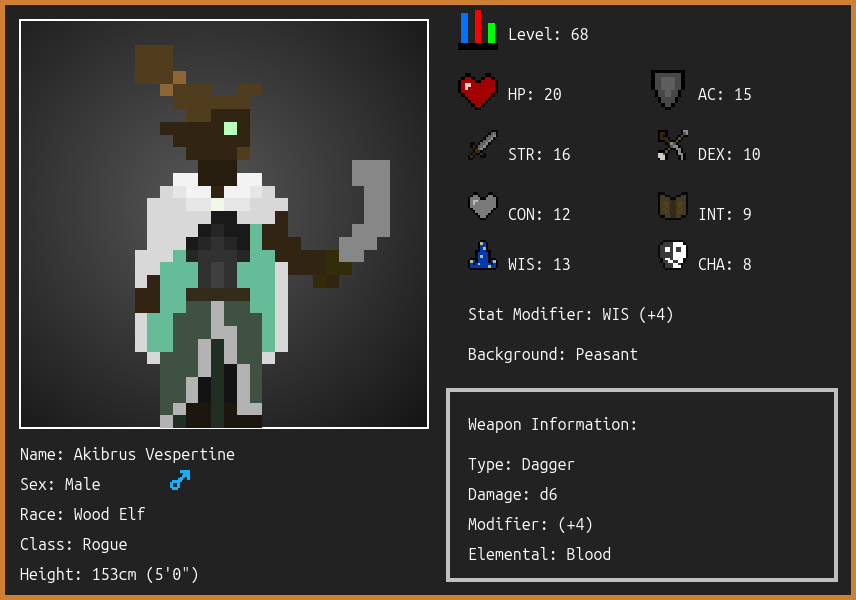 Level: 68
HP: 20
AC: 15
STR: 16
DEX: 10
CON: 12
INT: 9
WIS: 13
CHA: 8
Stat Modifier: WIS (+4)
Background: Peasant
Weapon Information:
Type: Dagger
Damage: d6
Modifier: (+4)
Elemental: Blood
Name: Akibrus Vespertine
Sex: Male
Race: Wood Elf
Class: Rogue
Height: 153cm (5'0")